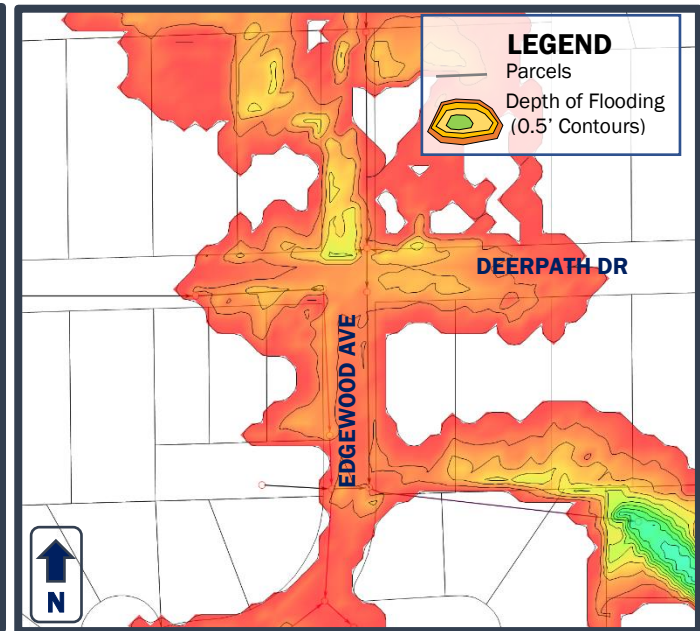 LEGEND
Parcels
Depth of Flooding
(0.5' Contours)
DEERPATH DR
EDGEWOOD AVE
N